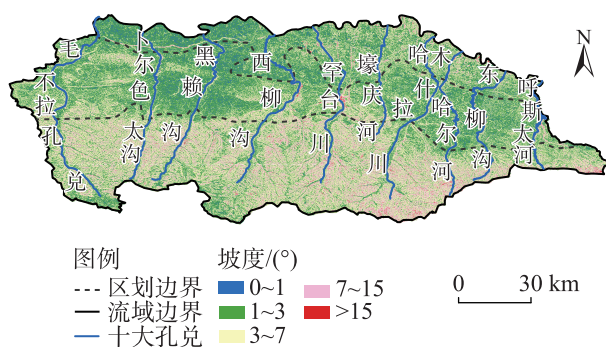 N
毛不拉孔兑
卜尔色太沟
黑赖沟
西柳沟
罕台川
壕庆河
哈什拉川
木哈尔河
东柳沟
呼斯太河
图例
区划边界
流域边界
十大孔兑
坡度/(°)
0~1
1~3
3~7
7~15
>15
0 30 km